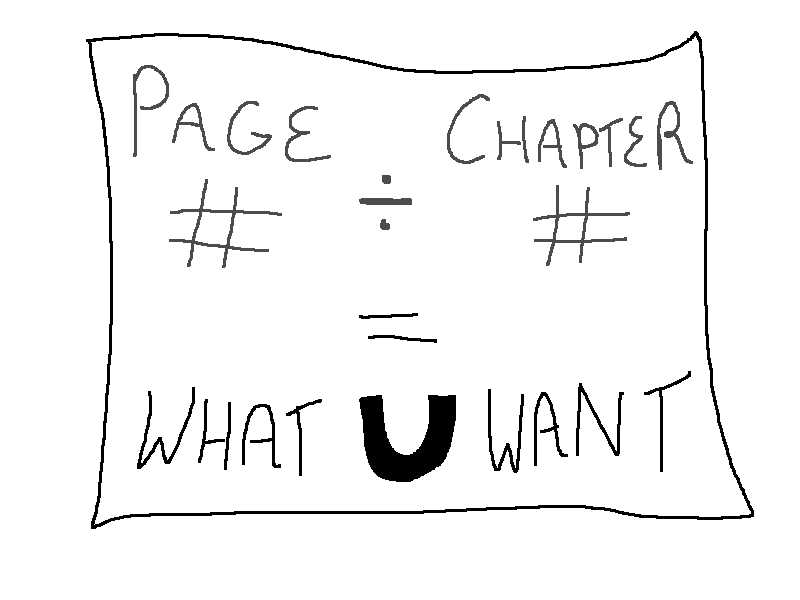 PAGE ÷ CHAPTER
# #
=
WHAT U WANT